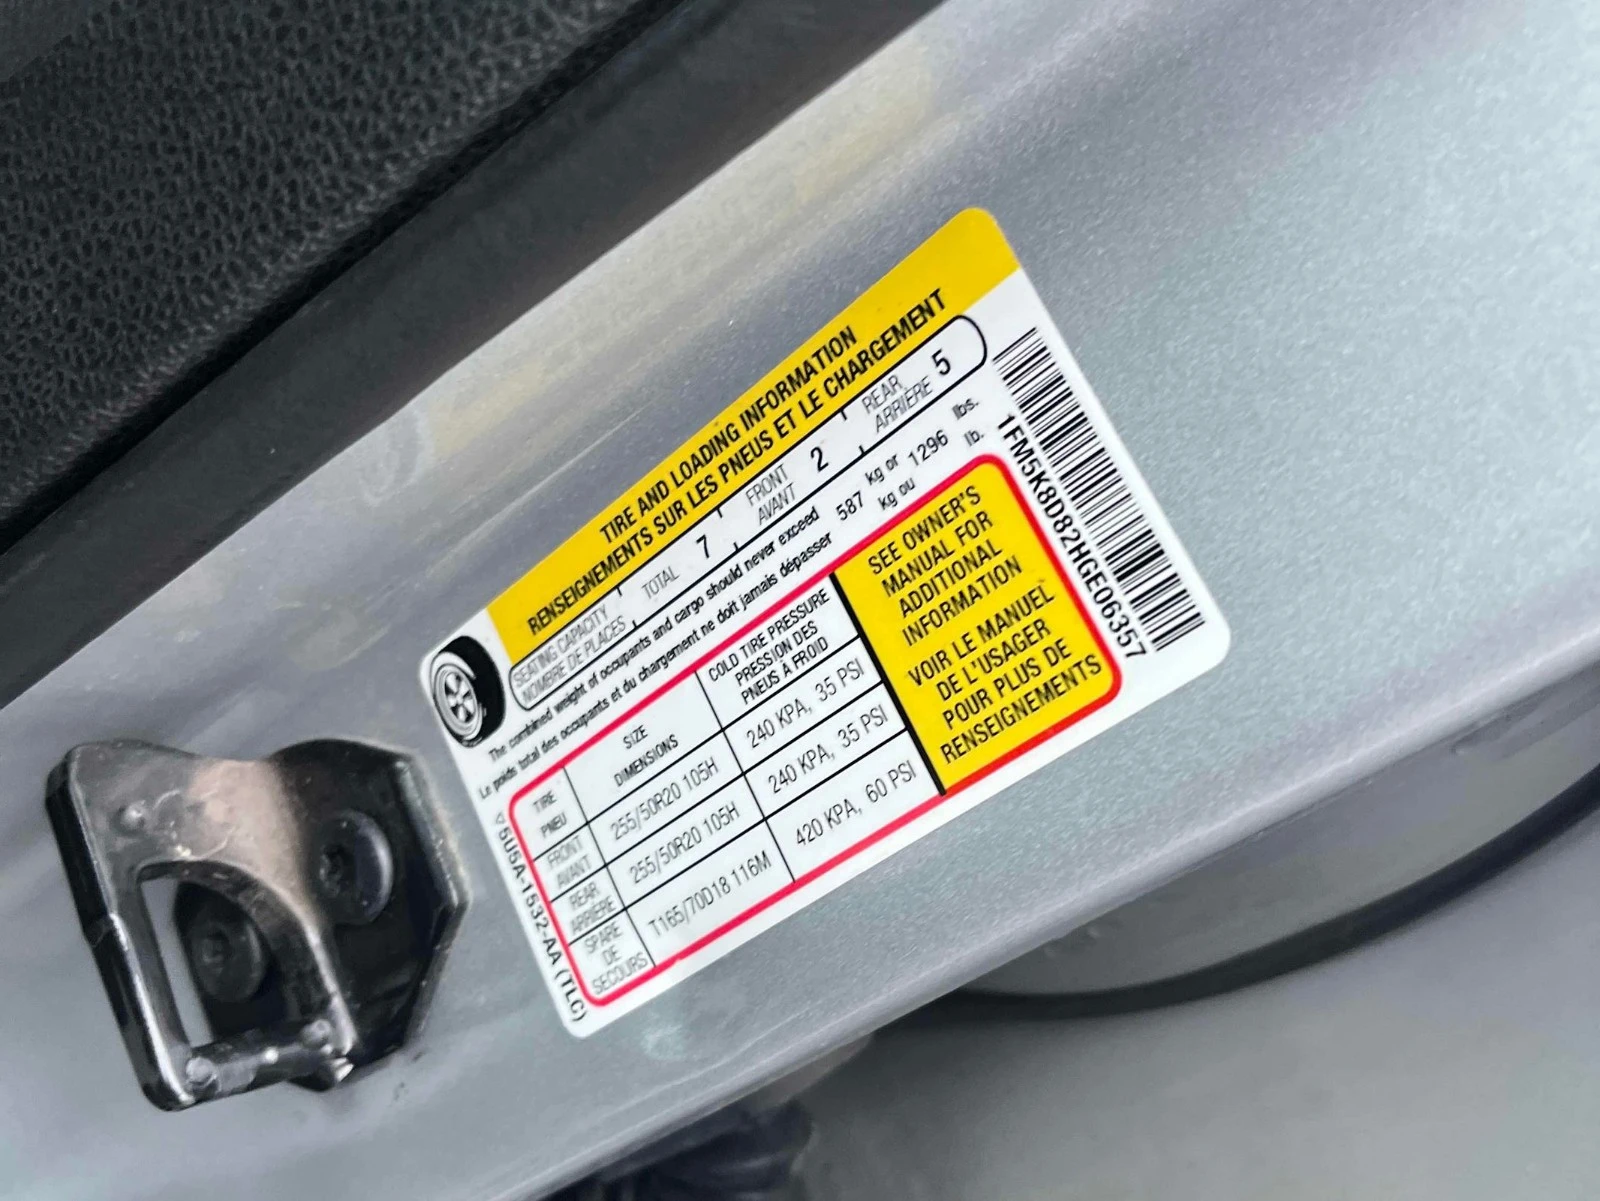 TIRE AND LOADING INFORMATION
RENSEIGNEMENTS SUR LES PNEUS ET LE CHARGEMENT
SEATING CAPACITY TOTAL 7 FRONT 2 REAR 5
NOMBRE DE PLACES AVANT ARRIÈRE
The combined weight of occupants and cargo should never exceed 587 kg or 1296 lbs.
Le poids total des occupants et du chargement ne doit jamais dépasser kg ou lb.
TIRE SIZE COLD TIRE PRESSURE
PNEU DIMENSIONS PRESSION DES
PNEUS À FROID
FRONT
AVANT 255/50R20 105H 240 KPA, 35 PSI
REAR
ARRIÈRE 255/50R20 105H 240 KPA, 35 PSI
SPARE
DE
SECOURS T165/70D18 116M 420 KPA, 60 PSI
SEE OWNER'S
MANUAL FOR
ADDITIONAL
INFORMATION
VOIR LE MANUEL
DE L'USAGER
POUR PLUS DE
RENSEIGNEMENTS
1FM5K8D82HGE06357
5U5A-1532-AA (TLC)